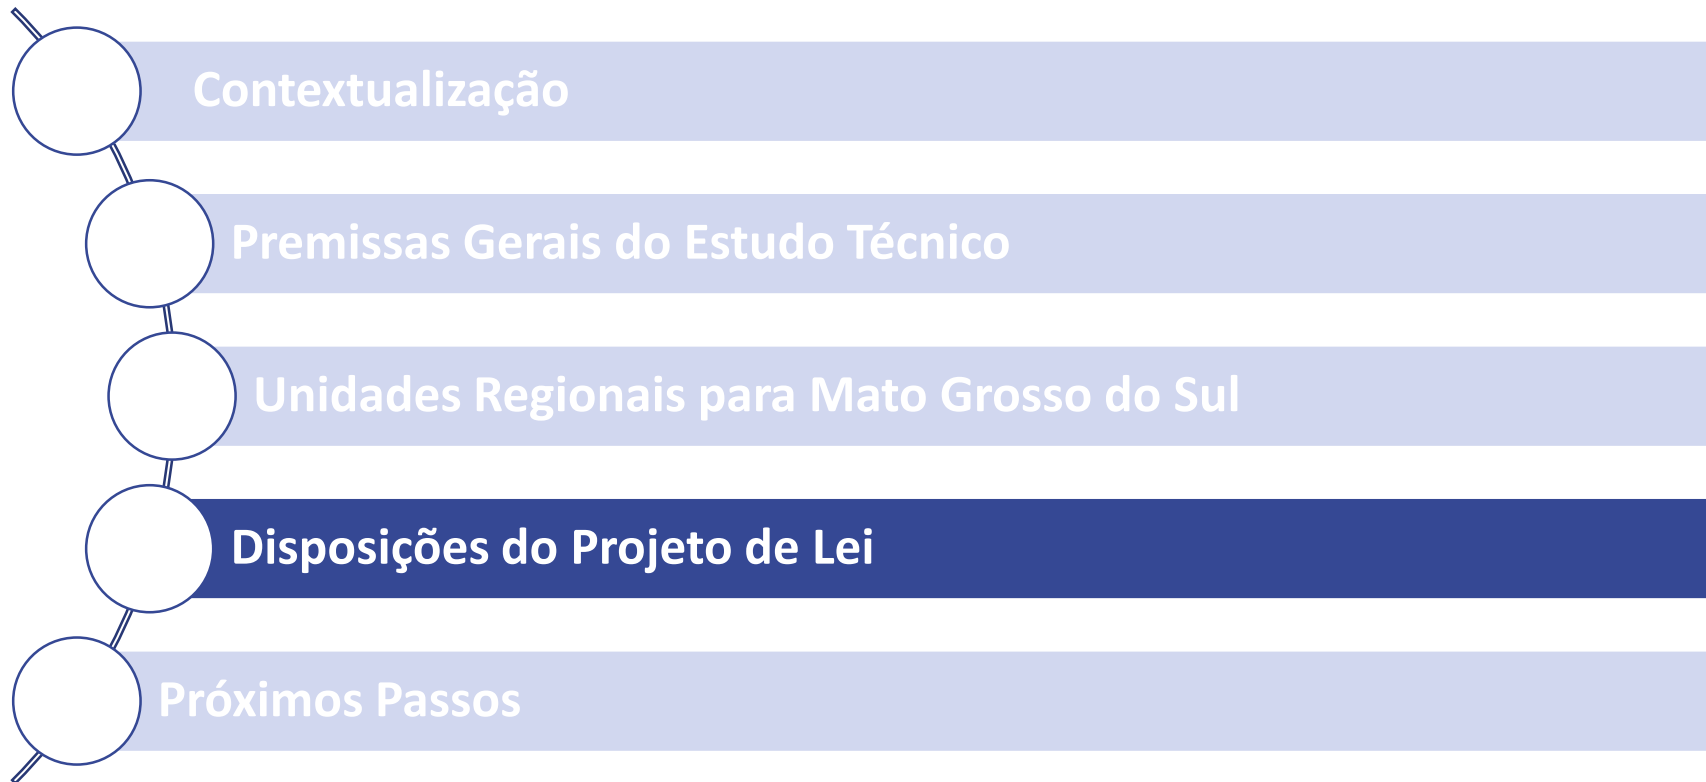 Contextualização
Premissas Gerais do Estudo Técnico
Unidades Regionais para Mato Grosso do Sul
Disposições do Projeto de Lei
Próximos Passos